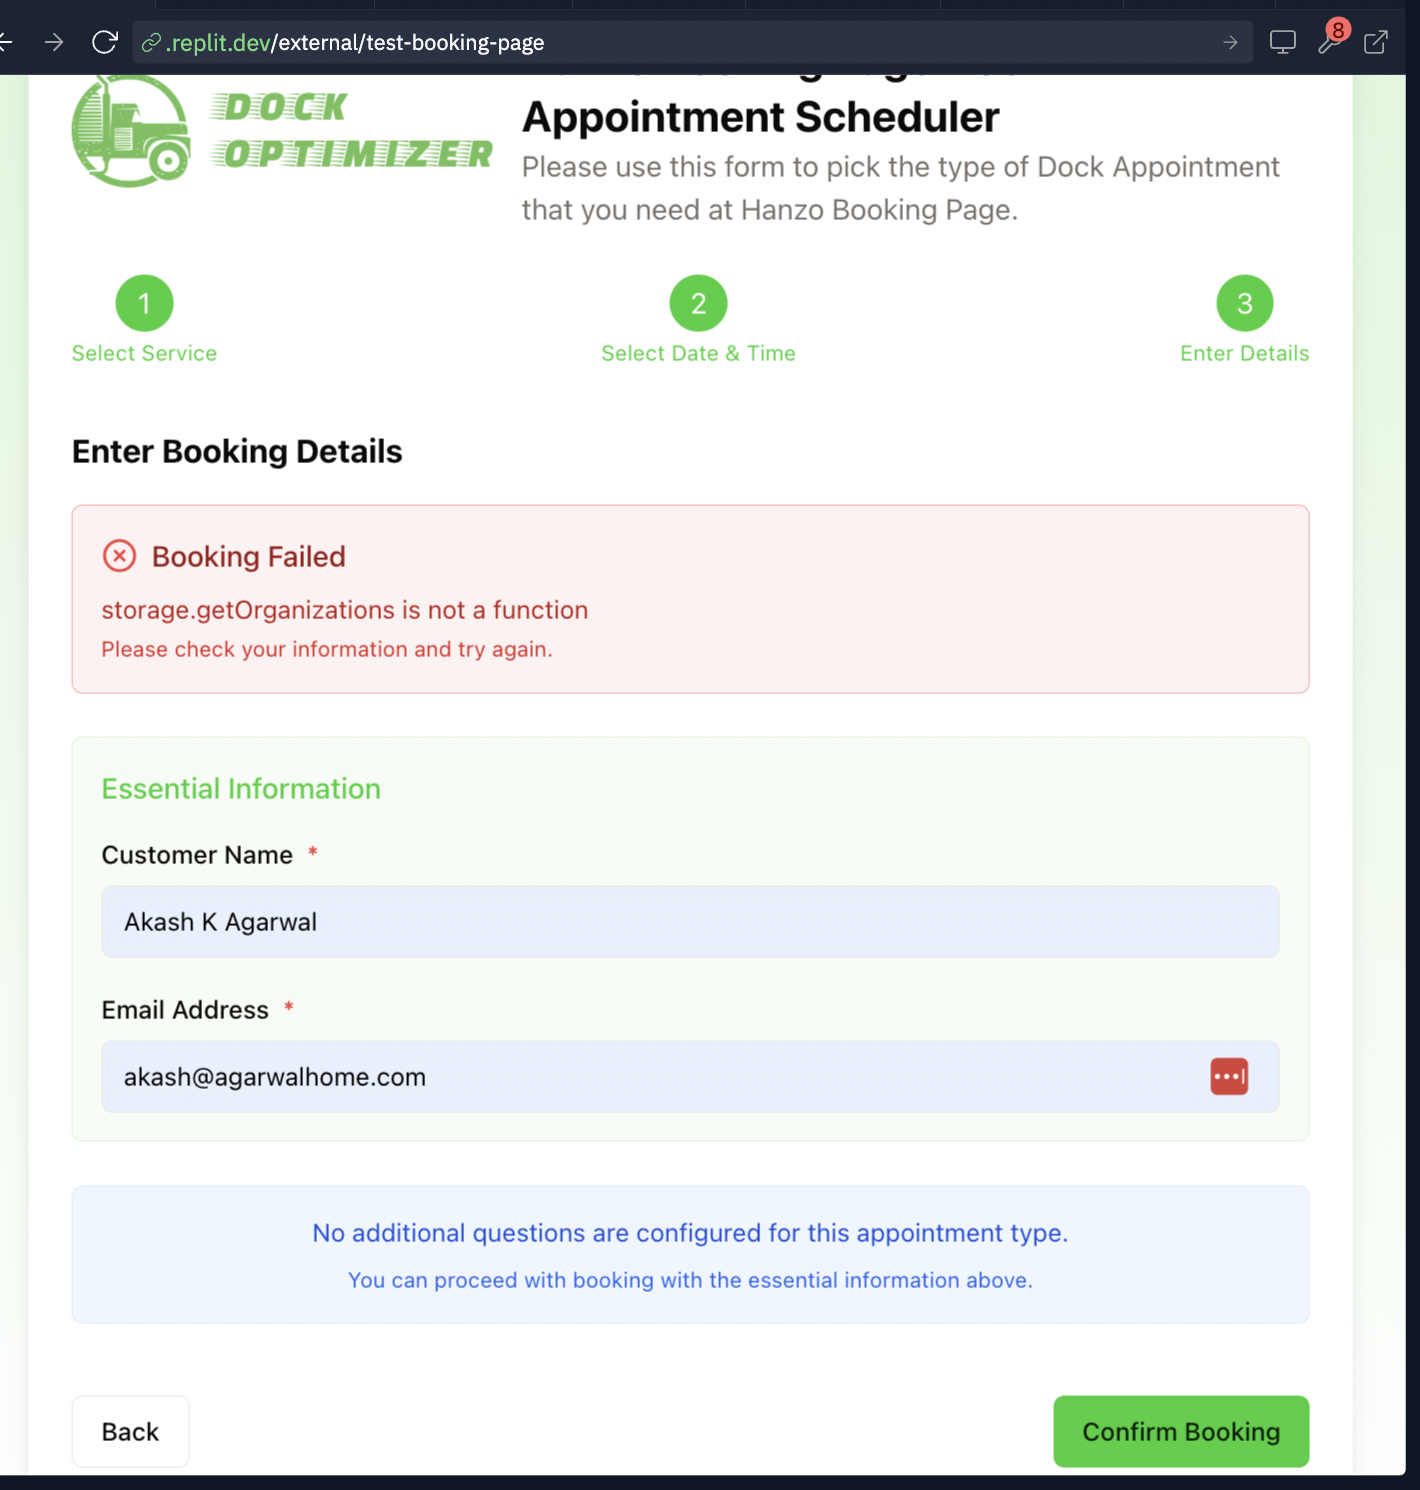 .replit.dev/external/test-booking-page
8
DOCK
OPTIMIZER
Appointment Scheduler
Please use this form to pick the type of Dock Appointment
that you need at Hanzo Booking Page.
1
2
3
Select Service
Select Date & Time
Enter Details
Enter Booking Details
Booking Failed
storage.getOrganizations is not a function
Please check your information and try again.
Essential Information
Customer Name *
Akash K Agarwal
Email Address *
akash@agarwalhome.com
No additional questions are configured for this appointment type.
You can proceed with booking with the essential information above.
Back
Confirm Booking